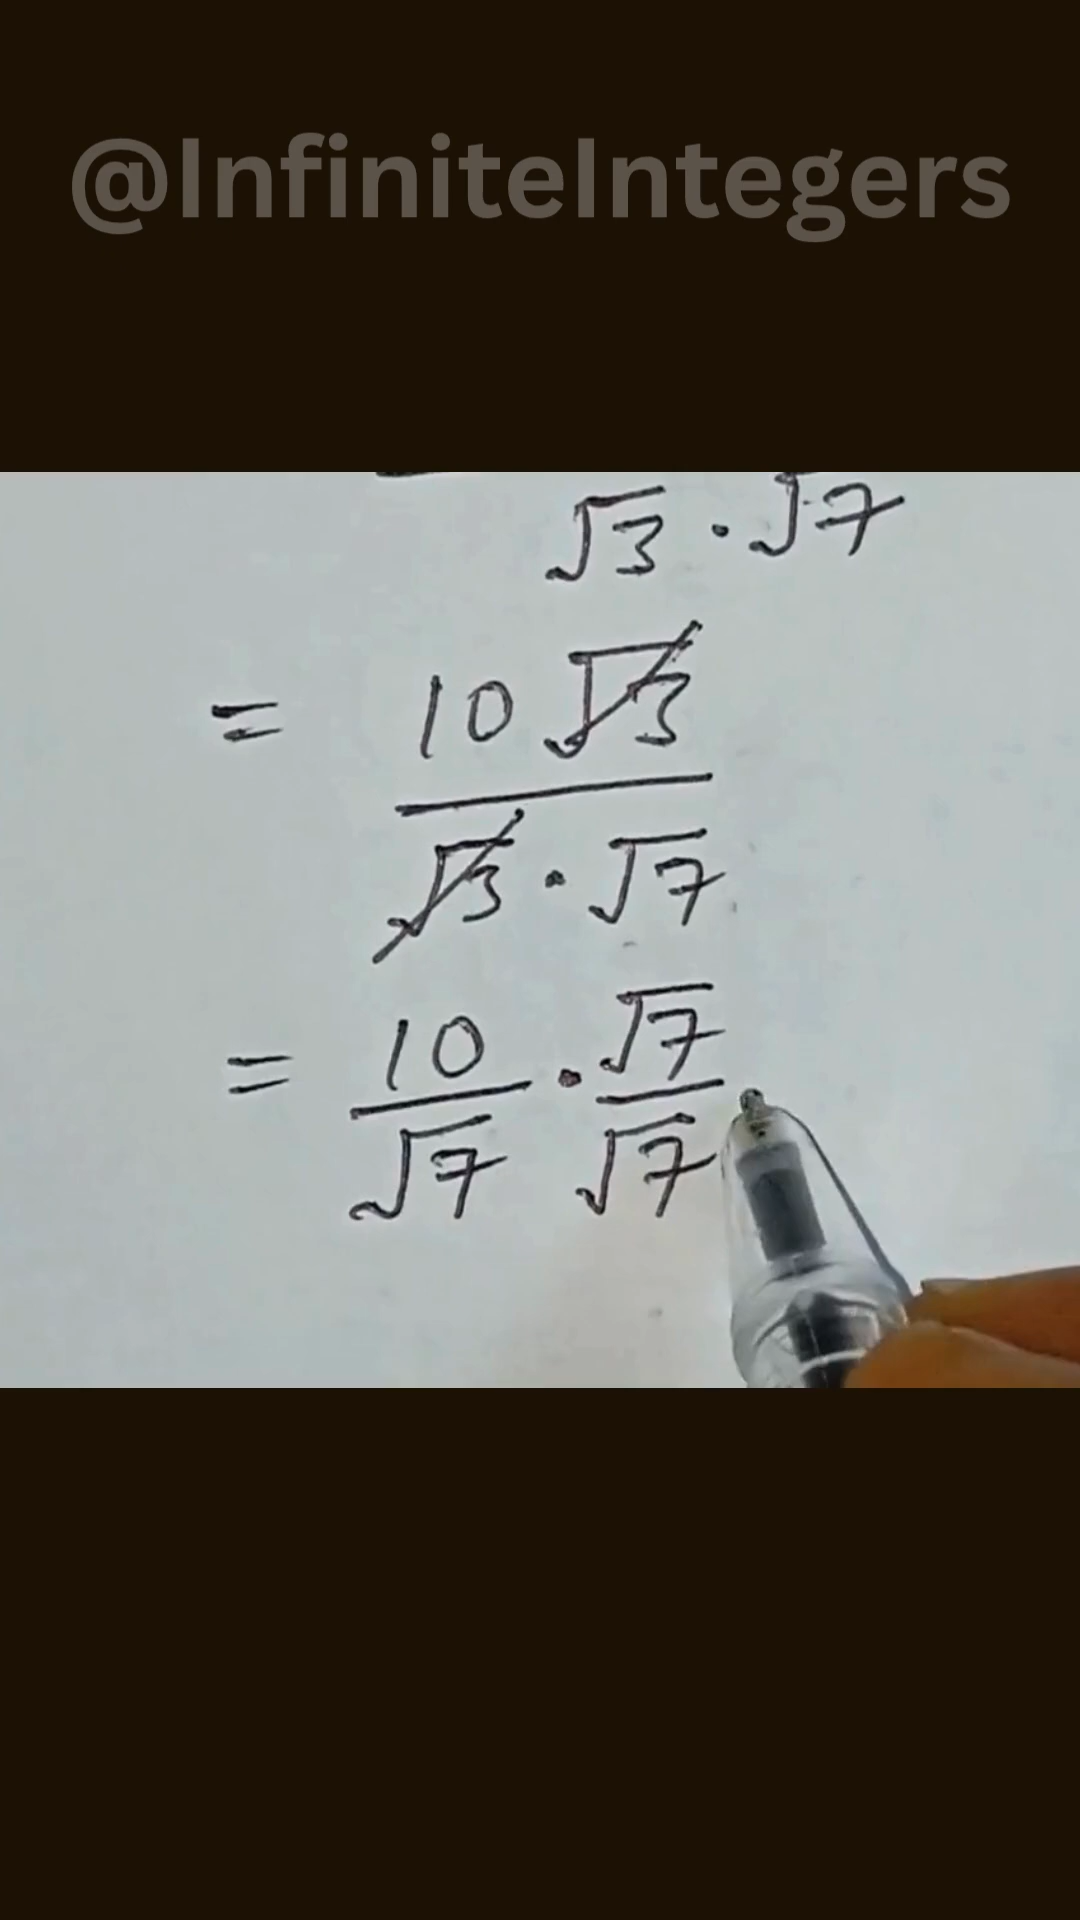 @InfiniteIntegers
√3 · √7
= 10√3 / √3 · √7
= 10/√7 · √7/√7